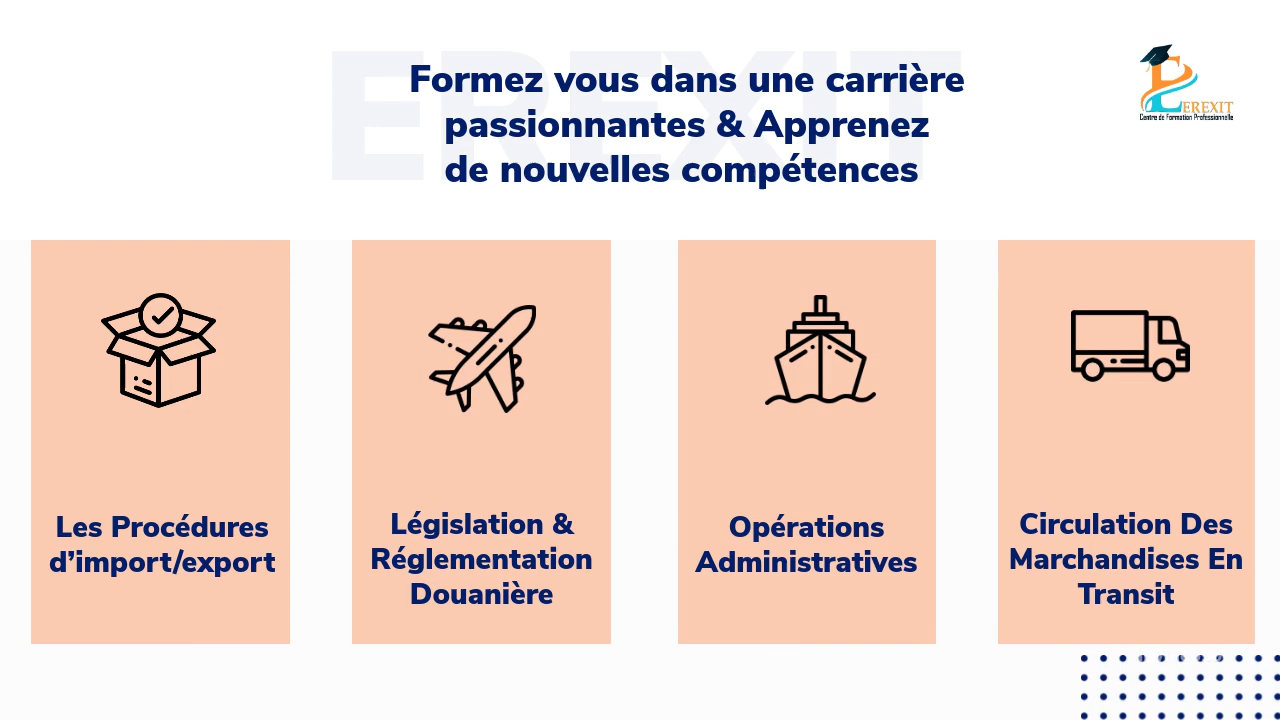 EREXIT
Formez vous dans une carrière
passionnantes & Apprenez
de nouvelles compétences
EREXIT
Centre de Formation Professionnelle
Les Procédures
d’import/export
Législation &
Réglementation
Douanière
Opérations
Administratives
Circulation Des
Marchandises En
Transit